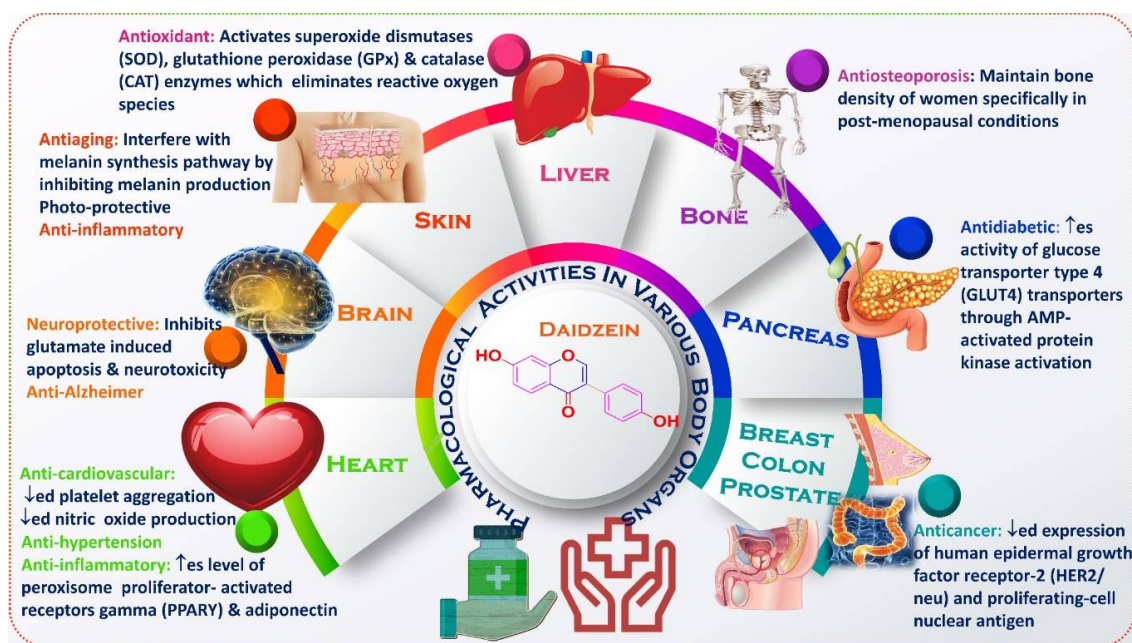 Antioxidant: Activates superoxide dismutases
(SOD), glutathione peroxidase (GPx) & catalase
(CAT) enzymes which eliminates reactive oxygen
species
Antiaging: Interfere with
melanin synthesis pathway by
inhibiting melanin production
Photo-protective
Anti-inflammatory
Neuroprotective: Inhibits
glutamate induced
apoptosis & neurotoxicity
Anti-Alzheimer
Anti-cardiovascular:
↓ed platelet aggregation
↓ed nitric oxide production
Anti-hypertension
Anti-inflammatory: ↑es level of
peroxisome proliferator- activated
receptors gamma (PPARY) & adiponectin
HEART
BRAIN
SKIN
LIVER
BONE
PANCREAS
BREAST
COLON
PROSTATE
PHARMACOLOGICAL ACTIVITIES IN VARIOUS BODY ORGANS
DAIDZEIN
HO
O
O
OH
Antiosteoporosis: Maintain bone
density of women specifically in
post-menopausal conditions
Antidiabetic: ↑es
activity of glucose
transporter type 4
(GLUT4) transporters
through AMP-
activated protein
kinase activation
Anticancer: ↓ed expression
of human epidermal growth
factor receptor-2 (HER2/
neu) and proliferating-cell
nuclear antigen